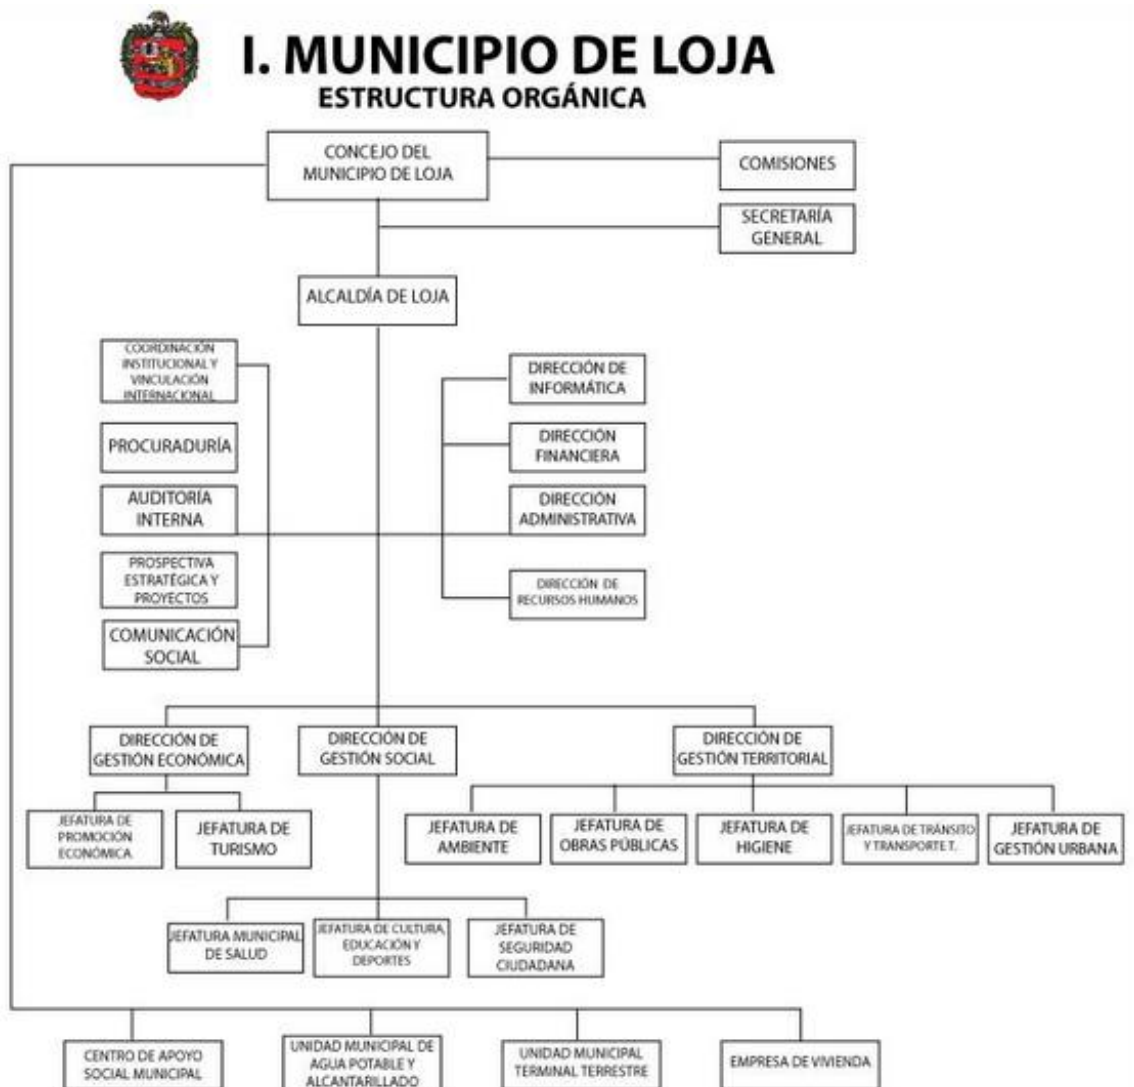 I. MUNICIPIO DE LOJA
ESTRUCTURA ORGÁNICA
CONCEJO DEL
MUNICIPIO DE LOJA
COMISIONES
SECRETARÍA
GENERAL
ALCALDÍA DE LOJA
COORDINACIÓN
INSTITUCIONAL Y
VINCULACIÓN
INTERNACIONAL
PROCURADURÍA
AUDITORÍA
INTERNA
PROSPECTIVA
ESTRATÉGICA Y
PROYECTOS
COMUNICACIÓN
SOCIAL
DIRECCIÓN DE
INFORMÁTICA
DIRECCIÓN
FINANCIERA
DIRECCIÓN
ADMINISTRATIVA
DIRECCIÓN DE
RECURSOS HUMANOS
DIRECCIÓN DE
GESTIÓN ECONÓMICA
DIRECCIÓN DE
GESTIÓN SOCIAL
DIRECCIÓN DE
GESTIÓN TERRITORIAL
JEFATURA DE
PROMOCIÓN
ECONÓMICA
JEFATURA DE
TURISMO
JEFATURA DE
AMBIENTE
JEFATURA DE
OBRAS PÚBLICAS
JEFATURA DE
HIGIENE
JEFATURA DE TRÁNSITO
Y TRANSPORTE T.
JEFATURA DE
GESTIÓN URBANA
JEFATURA MUNICIPAL
DE SALUD
JEFATURA DE CULTURA,
EDUCACIÓN Y
DEPORTES
JEFATURA DE
SEGURIDAD
CIUDADANA
CENTRO DE APOYO
SOCIAL MUNICIPAL
UNIDAD MUNICIPAL DE
AGUA POTABLE Y
ALCANTARILLADO
UNIDAD MUNICIPAL
TERMINAL TERRESTRE
EMPRESA DE VIVIENDA